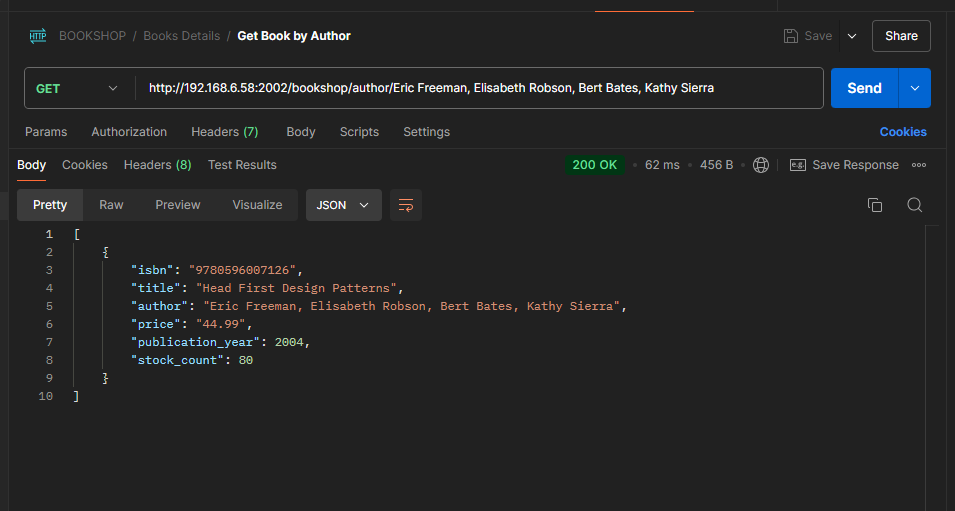 HTTP BOOKSHOP / Books Details / Get Book by Author Save Share
GET http://192.168.6.58:2002/bookshop/author/Eric Freeman, Elisabeth Robson, Bert Bates, Kathy Sierra Send
Params Authorization Headers (7) Body Scripts Settings Cookies
Body Cookies Headers (8) Test Results 200 OK • 62 ms • 456 B • e.g. Save Response
Pretty Raw Preview Visualize JSON
1 [
2 {
3 "isbn": "9780596007126",
4 "title": "Head First Design Patterns",
5 "author": "Eric Freeman, Elisabeth Robson, Bert Bates, Kathy Sierra",
6 "price": "44.99",
7 "publication_year": 2004,
8 "stock_count": 80
9 }
10 ]